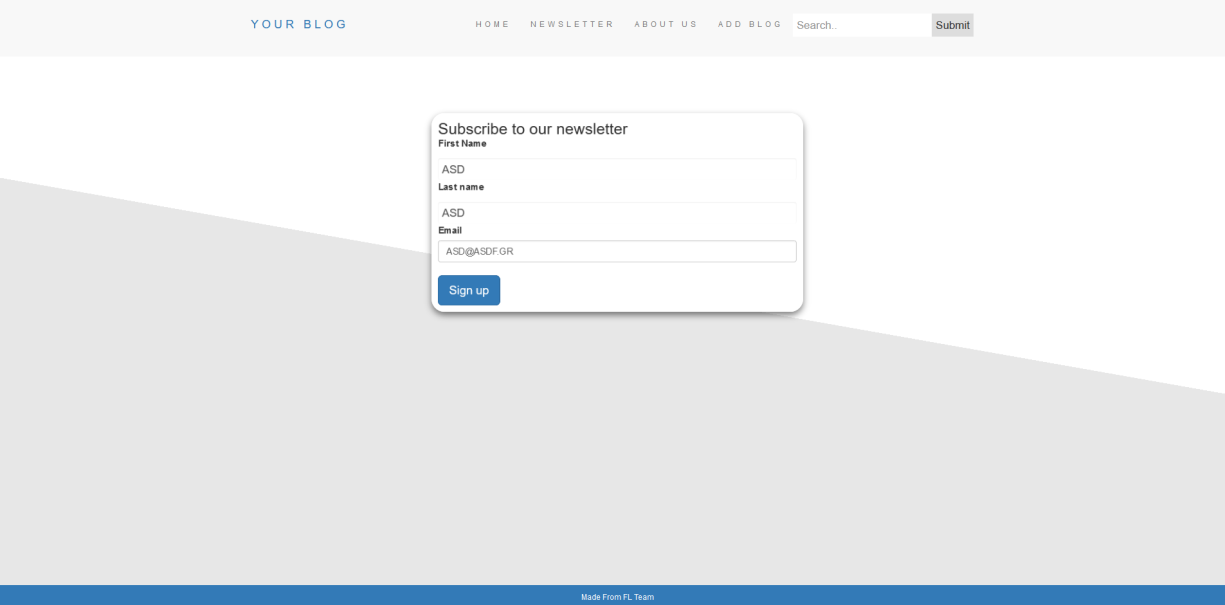 YOUR BLOG
HOME NEWSLETTER ABOUT US ADD BLOG Search.. Submit
Subscribe to our newsletter
First Name
ASD
Last name
ASD
Email
ASD@ASDF.GR
Sign up
Made From FL Team